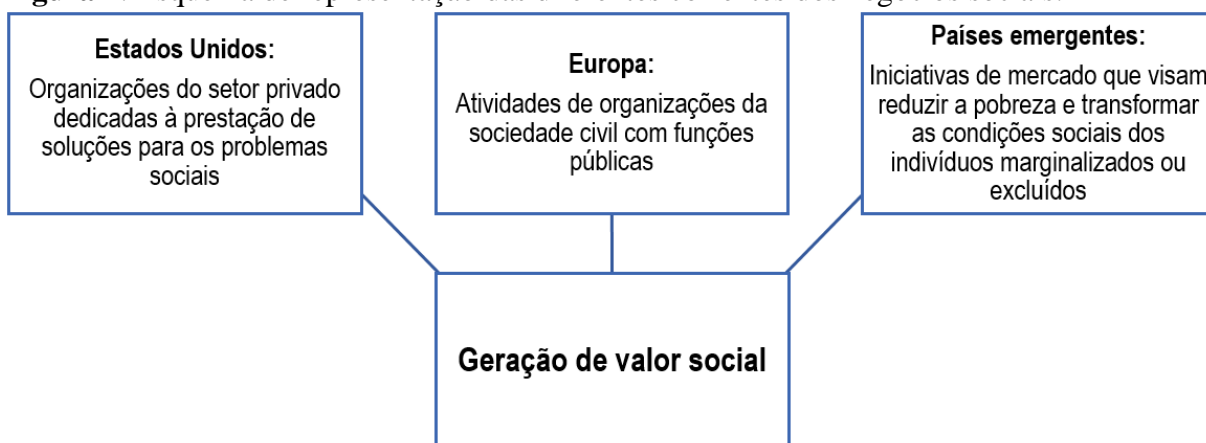 Estados Unidos:
Organizações do setor privado
dedicadas à prestação de
soluções para os problemas
sociais
Europa:
Atividades de organizações da
sociedade civil com funções
públicas
Países emergentes:
Iniciativas de mercado que visam
reduzir a pobreza e transformar
as condições sociais dos
indivíduos marginalizados ou
excluídos
Geração de valor social